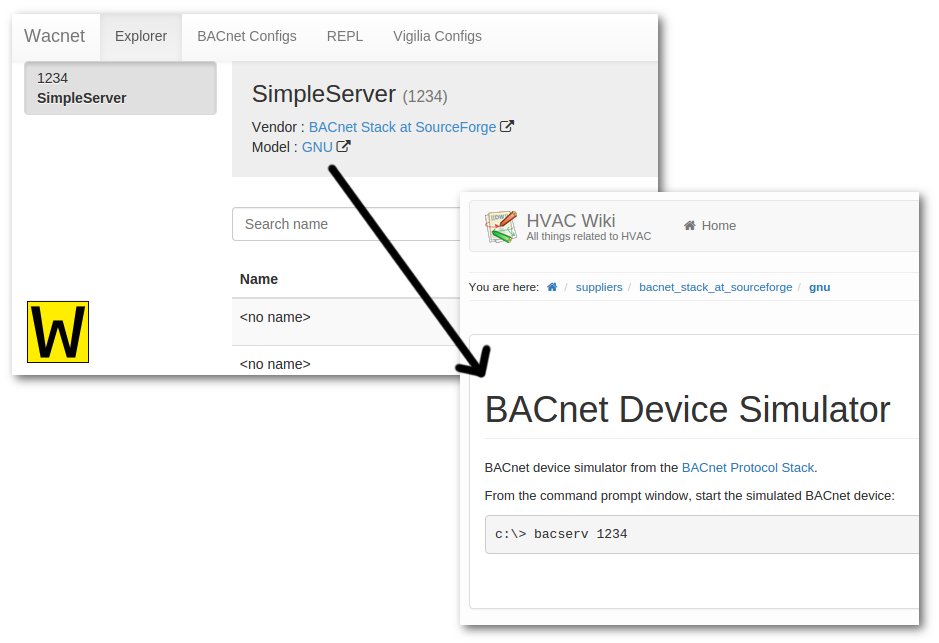 Wacnet Explorer BACnet Configs REPL Vigilia Configs
1234
SimpleServer
SimpleServer (1234)
Vendor : BACnet Stack at SourceForge
Model : GNU
Search name
Name
<no name>
<no name>
W
HVAC Wiki
All things related to HVAC
Home
You are here: / suppliers / bacnet_stack_at_sourceforge / gnu
BACnet Device Simulator
BACnet device simulator from the BACnet Protocol Stack.
From the command prompt window, start the simulated BACnet device:
c:\> bacserv 1234